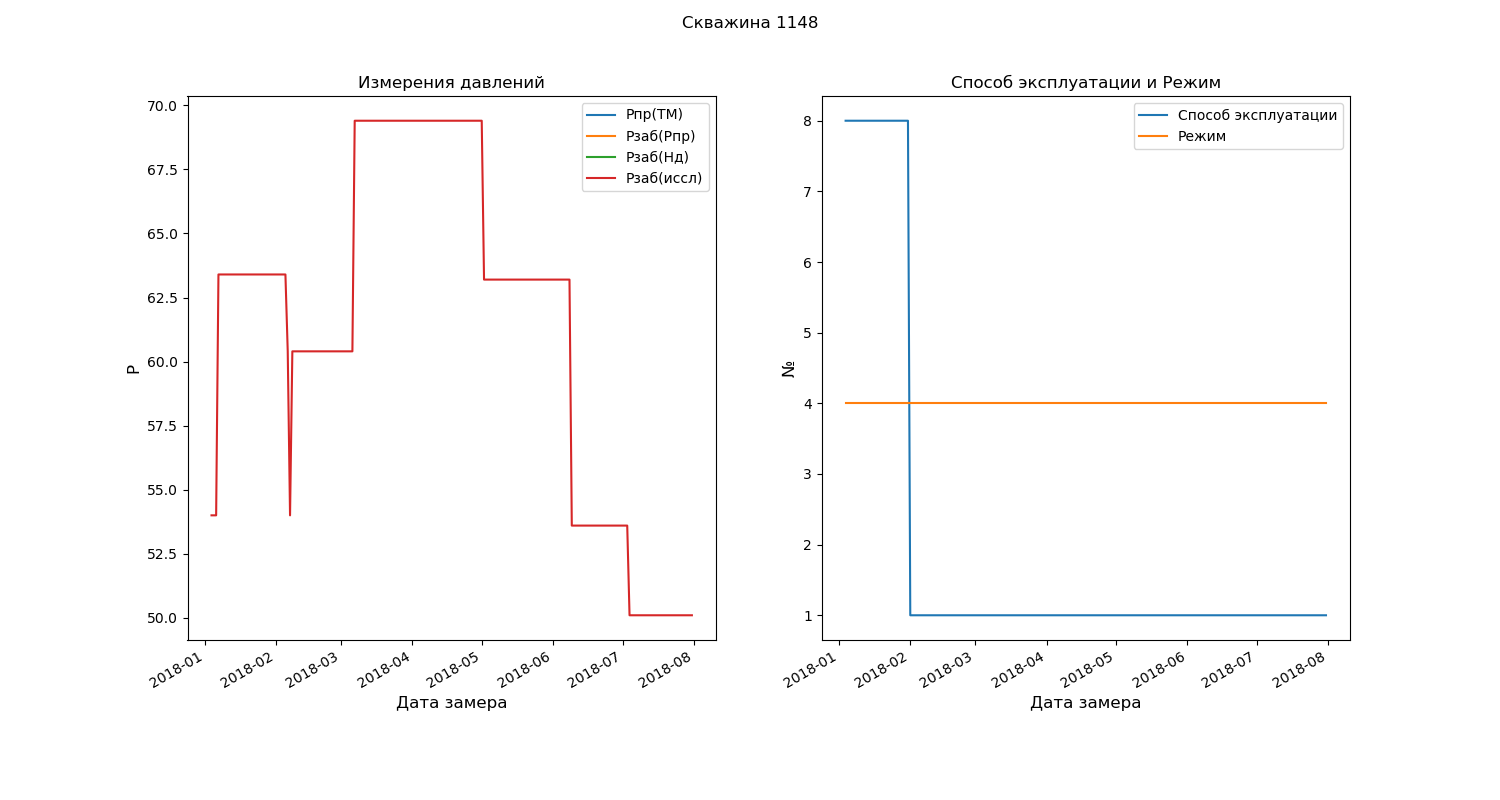 Скважина 1148
Измерения давлений
70.0
67.5
65.0
62.5
60.0
57.5
55.0
52.5
50.0
P
Pпр(ТМ)
Pзаб(Рпр)
Pзаб(Нд)
Pзаб(иссл)
2018-01
2018-02
2018-03
2018-04
2018-05
2018-06
2018-07
2018-08
Дата замера
Способ эксплуатации и Режим
8
7
6
5
4
3
2
1
№
Способ эксплуатации
Режим
2018-01
2018-02
2018-03
2018-04
2018-05
2018-06
2018-07
2018-08
Дата замера